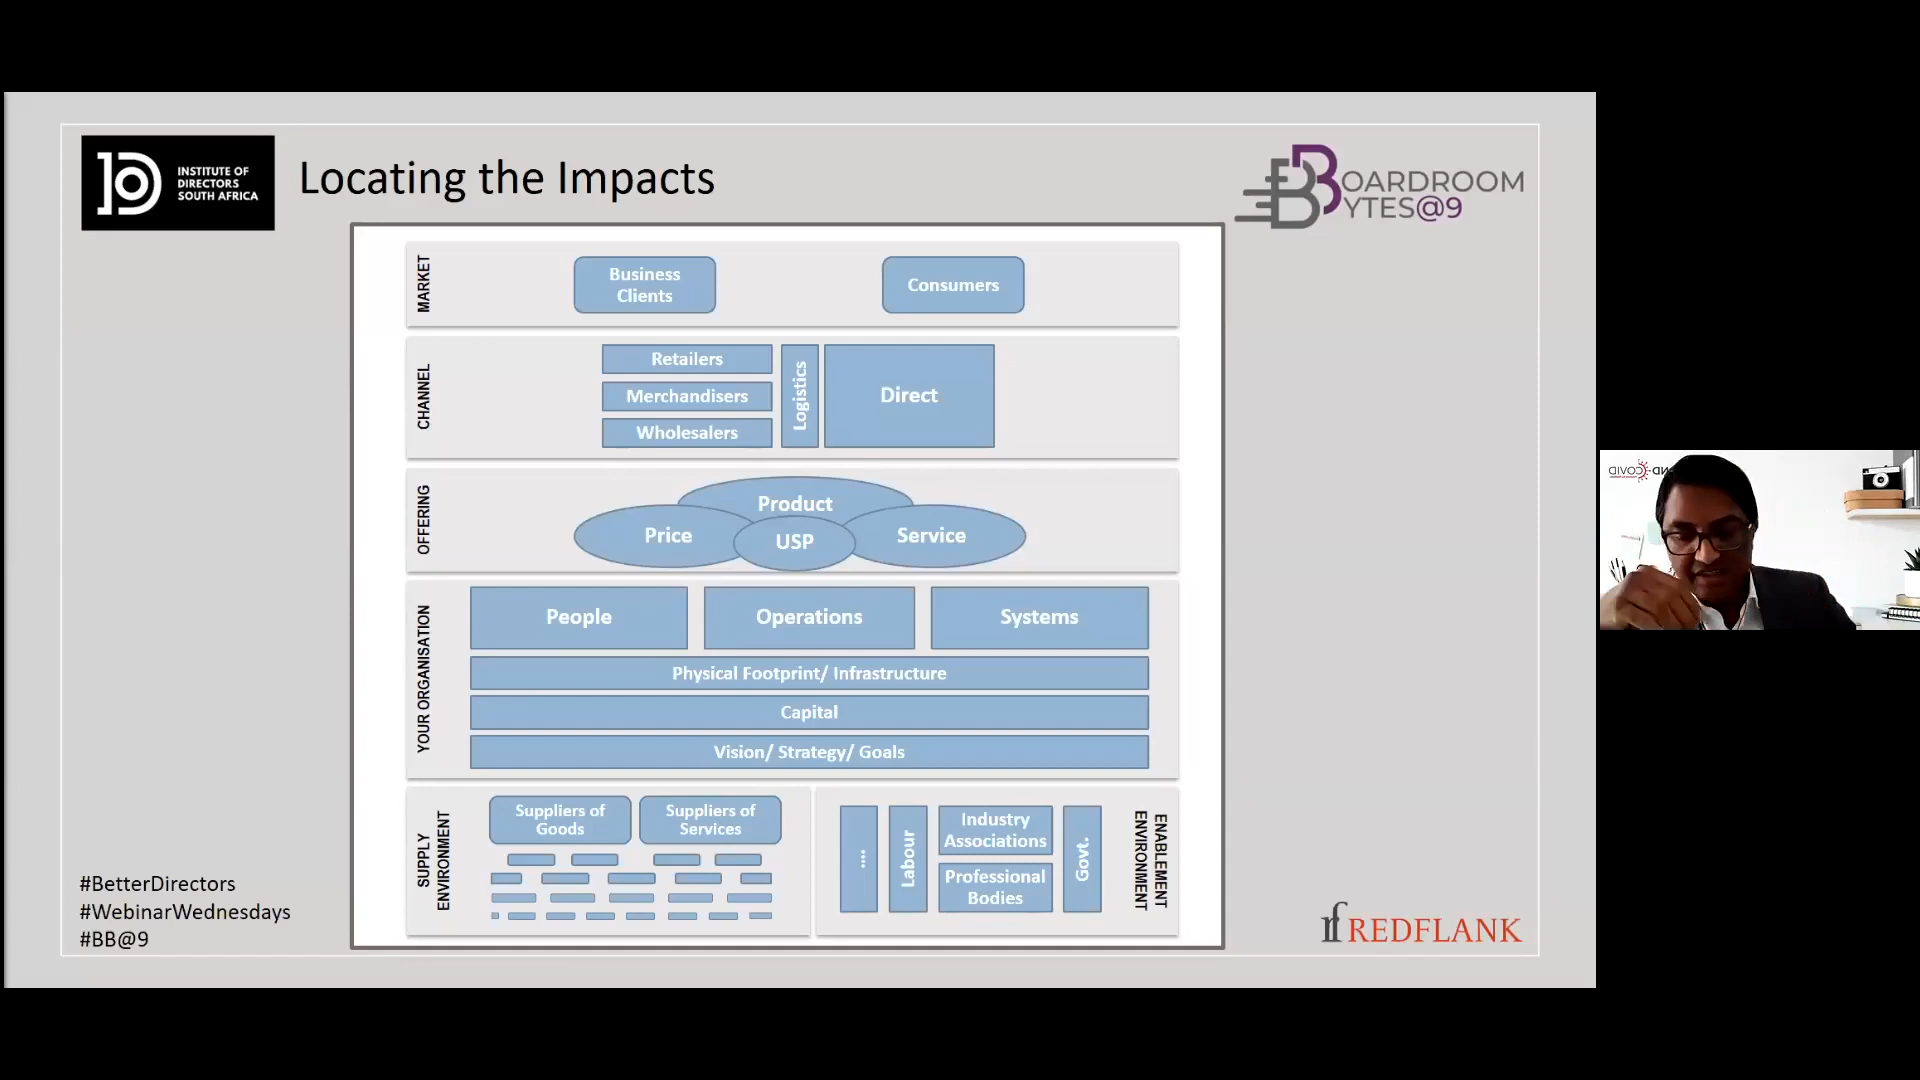 INSTITUTE OF
DIRECTORS
SOUTH AFRICA
Locating the Impacts
BOARDROOM
BYTES@9
MARKET
Business
Clients
Consumers
CHANNEL
Retailers
Merchandisers
Wholesalers
Logistics
Direct
OFFERING
Product
Price
USP
Service
YOUR ORGANISATION
People
Operations
Systems
Physical Footprint/ Infrastructure
Capital
Vision/ Strategy/ Goals
SUPPLY
ENVIRONMENT
Suppliers of
Goods
Suppliers of
Services
....
Labour
Industry
Associations
Professional
Bodies
Govt.
ENABLEMENT
ENVIRONMENT
#BetterDirectors
#WebinarWednesdays
#BB@9
rf REDFLANK